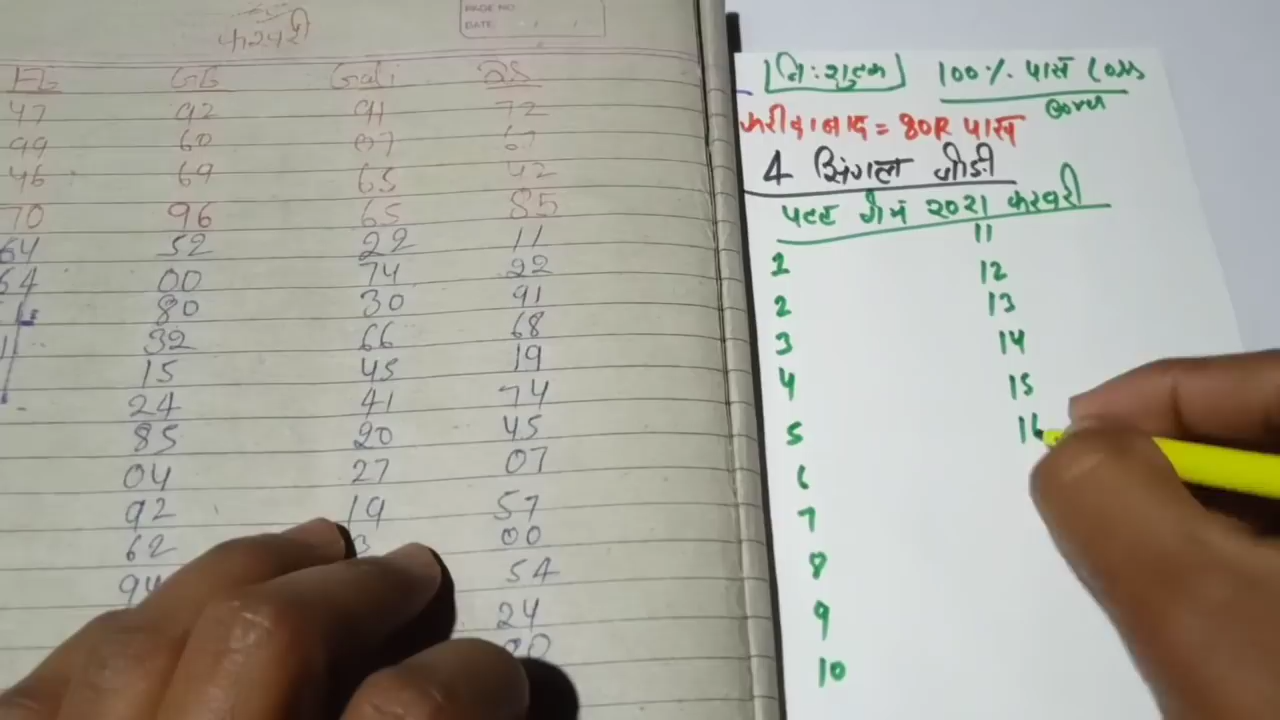 PAGE NO
DATE
फरवरी
FB GB Gali DS
47 92 91 72
99 60 07 67
46 69 65 42
70 96 65 85
64 52 22 11
64 00 74 22
80 30 91
32 66 68
15 45 19
24 41 74
85 20 45
04 27 07
92 19 57
62 00
94 54
24
[नि:शुल्क] 100% पास Loss
cover
फरीदाबाद = 80R पास
4 सिंगल जोडी
2021 फरवरी
1 11
2 12
3 13
4 14
5 15
6 16
7
8
9
10